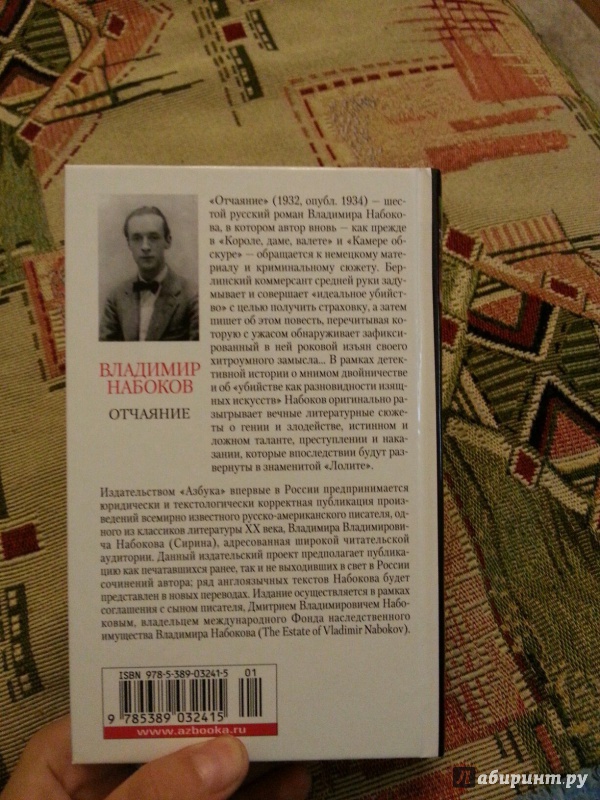 «Отчаяние» (1932, опубл. 1934) — шес-
той русский роман Владимира Набоко-
ва, в котором автор вновь — как прежде
в «Короле, даме, валете» и «Камере об-
скуре» — обращается к немецкому мате-
риалу и криминальному сюжету. Бер-
линский коммерсант средней руки заду-
мывает и совершает «идеальное убийст-
во» с целью получить страховку, а затем
пишет об этом повесть, перечитывая кото-
рую с ужасом обнаруживает зафикси-
рованный в ней роковой изъян своего
хитроумного замысла... В рамках детек-
тивной истории о мнимом двойничестве
и об «убийстве как разновидности изящ-
ных искусств» Набоков оригинально ра-
зыгрывает вечные литературные сюже-
ты о гении и злодействе, истинном и
ложном таланте, преступлении и нака-
зании, которые впоследствии будут раз-
вернуты в знаменитой «Лолите».
ВЛАДИМИР
НАБОКОВ
ОТЧАЯНИЕ
Издательством «Азбука» впервые в России предпринимается
юридически и текстологически корректная публикация произ-
ведений всемирно известного русско-американского писателя, од-
ного из классиков литературы XX века, Владимира Владимирови-
ча Набокова (Сирина), адресованная широкой читательской
аудитории. Данный издательский проект предполагает публика-
цию как печатавшихся ранее, так и не выходивших в свет в России
сочинений автора; ряд англоязычных текстов Набокова будет
представлен в новых переводах. Издание осуществляется в рамках
соглашения с сыном писателя, Дмитрием Владимировичем Набо-
ковым, владельцем международного Фонда наследственного
имущества Владимира Набокова (The Estate of Vladimir Nabokov).
ISBN 978-5-389-03241-5
01
9 785389 032415
www.azbooka.ru
лабиринт.ру